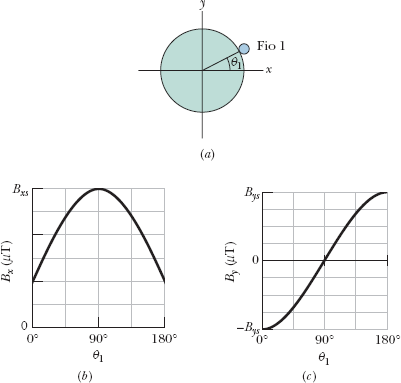 y
Fio 1
θ1
x
(a)
Bxs
Bx (μT)
0
0° 90° 180°
θ1
(b)
Bys
By (μT)
0
−Bys
0° 90° 180°
θ1
(c)